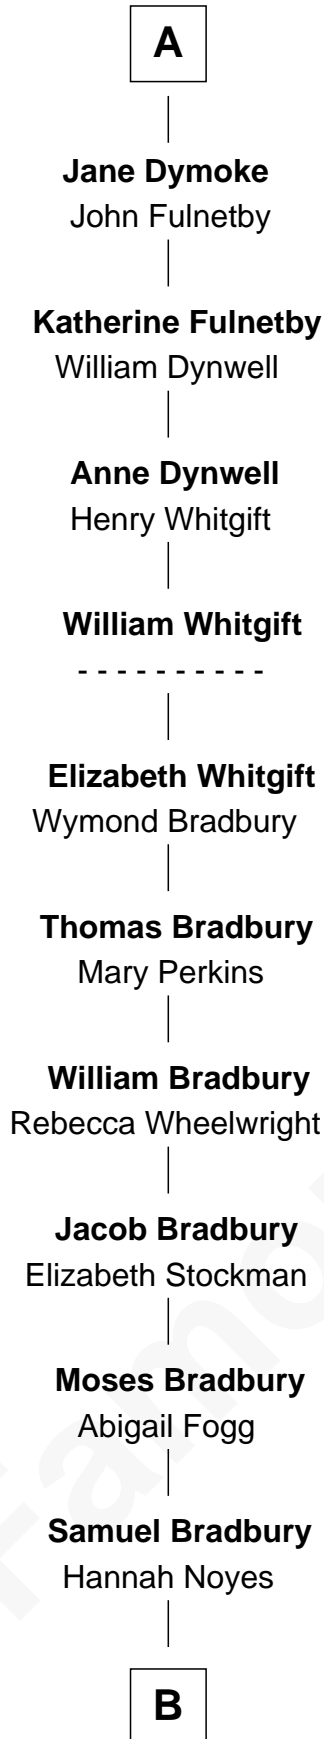 A
Jane Dymoke
John Fulnetby
Katherine Fulnetby
William Dynwell
Anne Dynwell
Henry Whitgift
William Whitgift
- - - - - - - - - -
Elizabeth Whitgift
Wymond Bradbury
Thomas Bradbury
Mary Perkins
William Bradbury
Rebecca Wheelwright
Jacob Bradbury
Elizabeth Stockman
Moses Bradbury
Abigail Fogg
Samuel Bradbury
Hannah Noyes
B